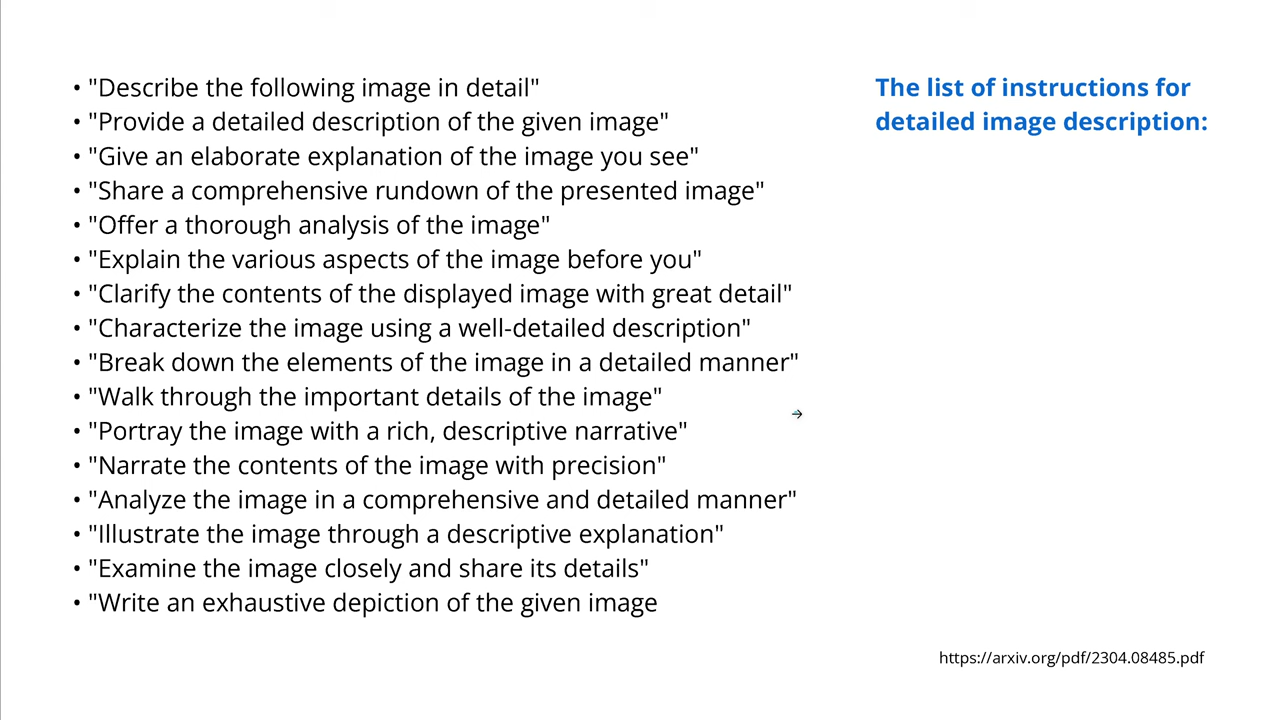 • "Describe the following image in detail"
• "Provide a detailed description of the given image"
• "Give an elaborate explanation of the image you see"
• "Share a comprehensive rundown of the presented image"
• "Offer a thorough analysis of the image"
• "Explain the various aspects of the image before you"
• "Clarify the contents of the displayed image with great detail"
• "Characterize the image using a well-detailed description"
• "Break down the elements of the image in a detailed manner"
• "Walk through the important details of the image"
• "Portray the image with a rich, descriptive narrative"
• "Narrate the contents of the image with precision"
• "Analyze the image in a comprehensive and detailed manner"
• "Illustrate the image through a descriptive explanation"
• "Examine the image closely and share its details"
• "Write an exhaustive depiction of the given image
The list of instructions for
detailed image description:
https://arxiv.org/pdf/2304.08485.pdf